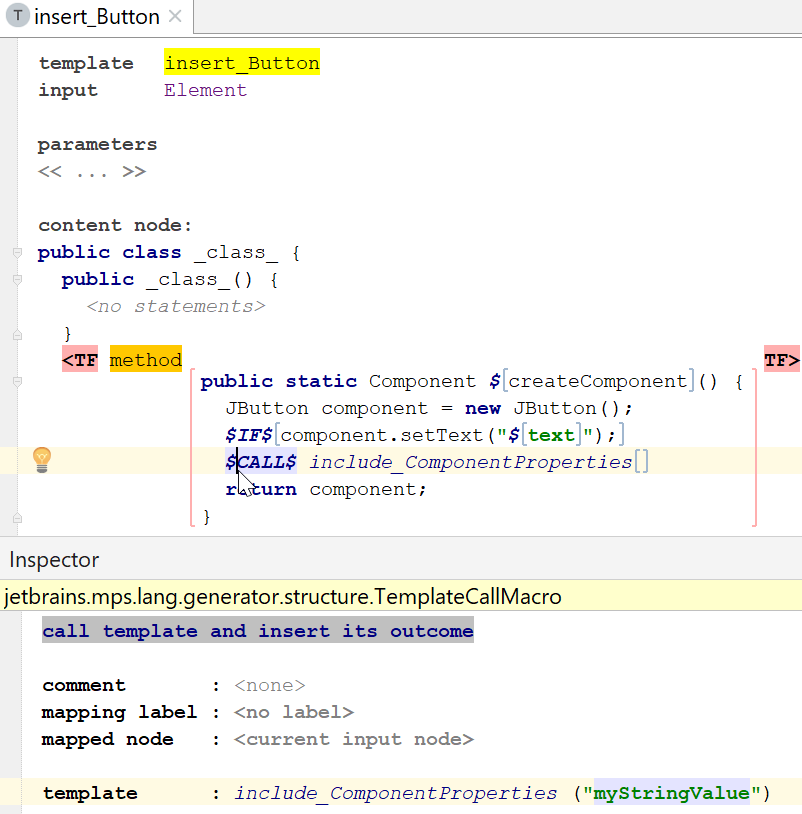 T insert_Button ×
template insert_Button
input Element
parameters
<< ... >>
content node:
public class _class_ {
public _class_() {
<no statements>
}
<TF method TF>
public static Component $[createComponent]() {
JButton component = new JButton();
$IF$[component.setText("$[text]");]
$CALL$ include_ComponentProperties[]
return component;
}
Inspector
jetbrains.mps.lang.generator.structure.TemplateCallMacro
call template and insert its outcome
comment : <none>
mapping label : <no label>
mapped node : <current input node>
template : include_ComponentProperties ("myStringValue")